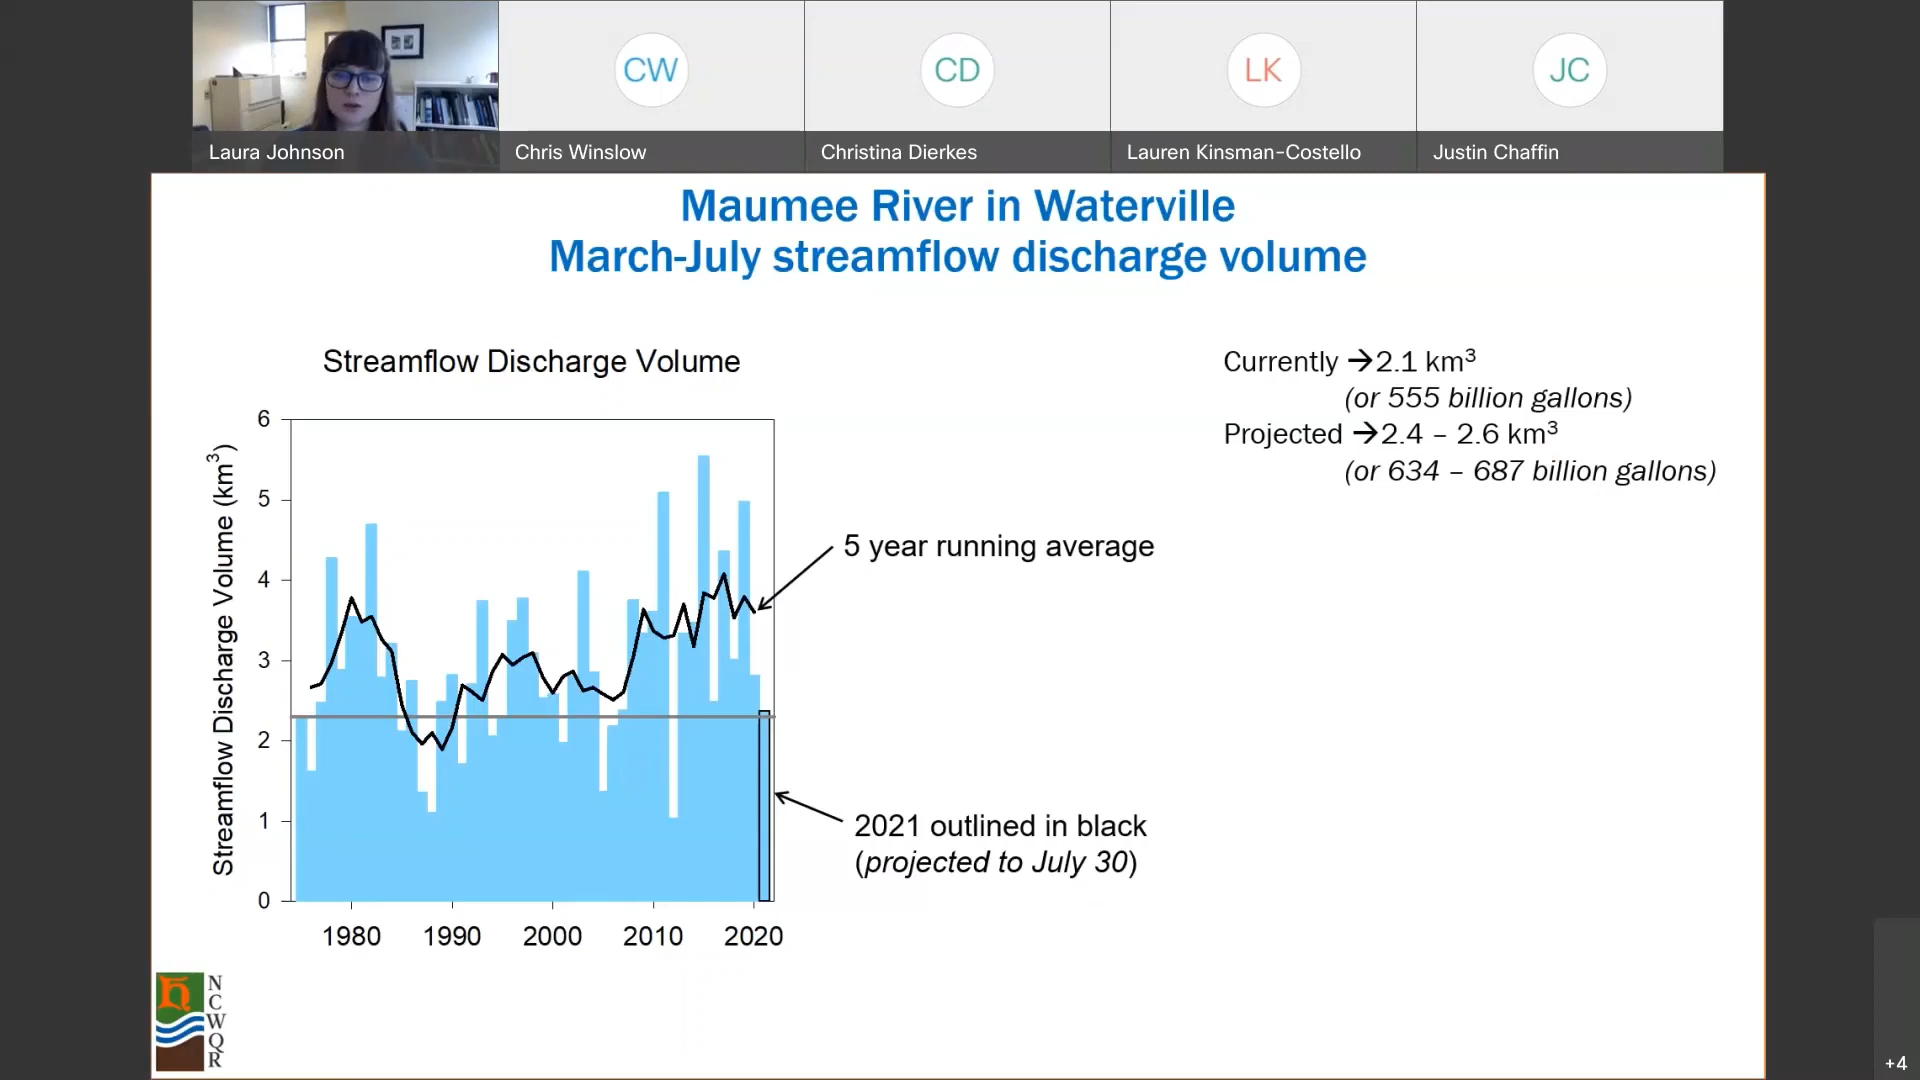 CW
CD
LK
JC
Laura Johnson
Chris Winslow
Christina Dierkes
Lauren Kinsman-Costello
Justin Chaffin
Maumee River in Waterville
March-July streamflow discharge volume
Streamflow Discharge Volume
Streamflow Discharge Volume (km³)
6
5
4
3
2
1
0
1980 1990 2000 2010 2020
5 year running average
2021 outlined in black
(projected to July 30)
Currently →2.1 km³
(or 555 billion gallons)
Projected →2.4 – 2.6 km³
(or 634 – 687 billion gallons)
NCWQR
+4